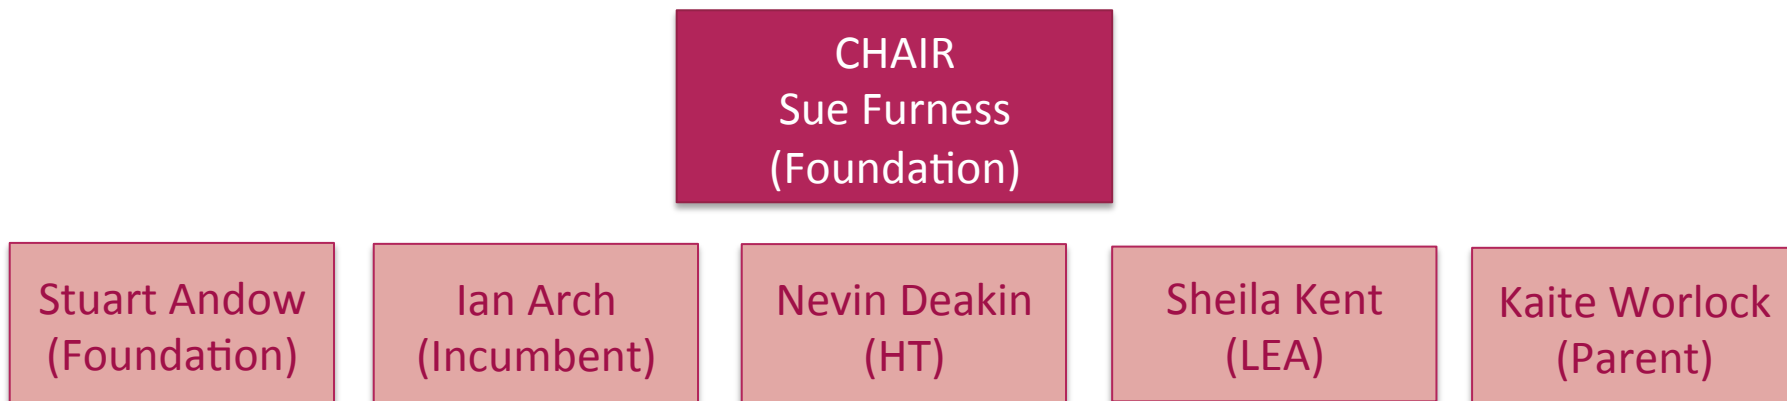 CHAIR
Sue Furness
(Foundation)
Stuart Andow
(Foundation)
Ian Arch
(Incumbent)
Nevin Deakin
(HT)
Sheila Kent
(LEA)
Kaite Worlock
(Parent)